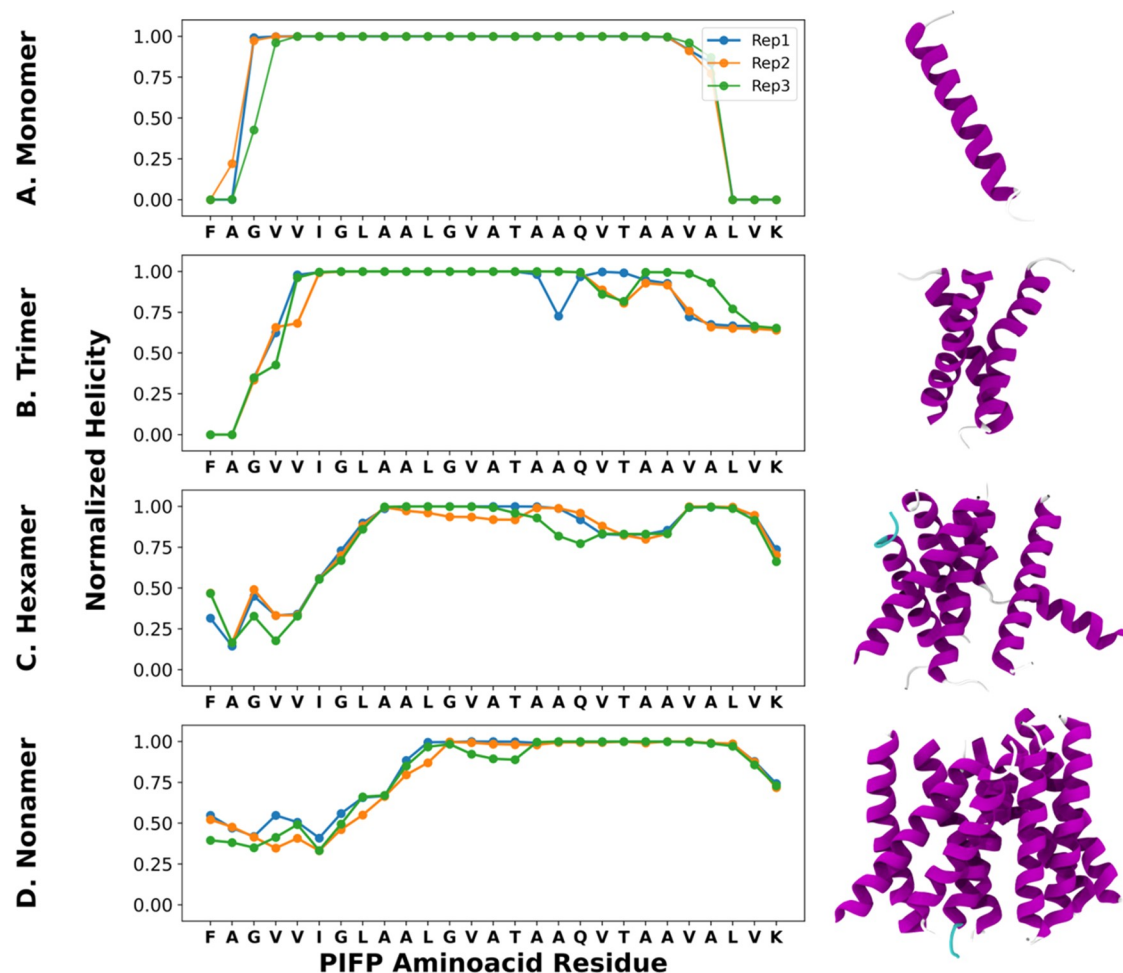 A. Monomer
1.00
0.75
0.50
0.25
0.00
Rep1
Rep2
Rep3
F A G V V I G L A A L G V A T A A Q V T A A V A L V K
B. Trimer
1.00
0.75
0.50
0.25
0.00
F A G V V I G L A A L G V A T A A Q V T A A V A L V K
Normalized Helicity
C. Hexamer
1.00
0.75
0.50
0.25
0.00
F A G V V I G L A A L G V A T A A Q V T A A V A L V K
D. Nonamer
1.00
0.75
0.50
0.25
0.00
F A G V V I G L A A L G V A T A A Q V T A A V A L V K
PIFP Aminoacid Residue